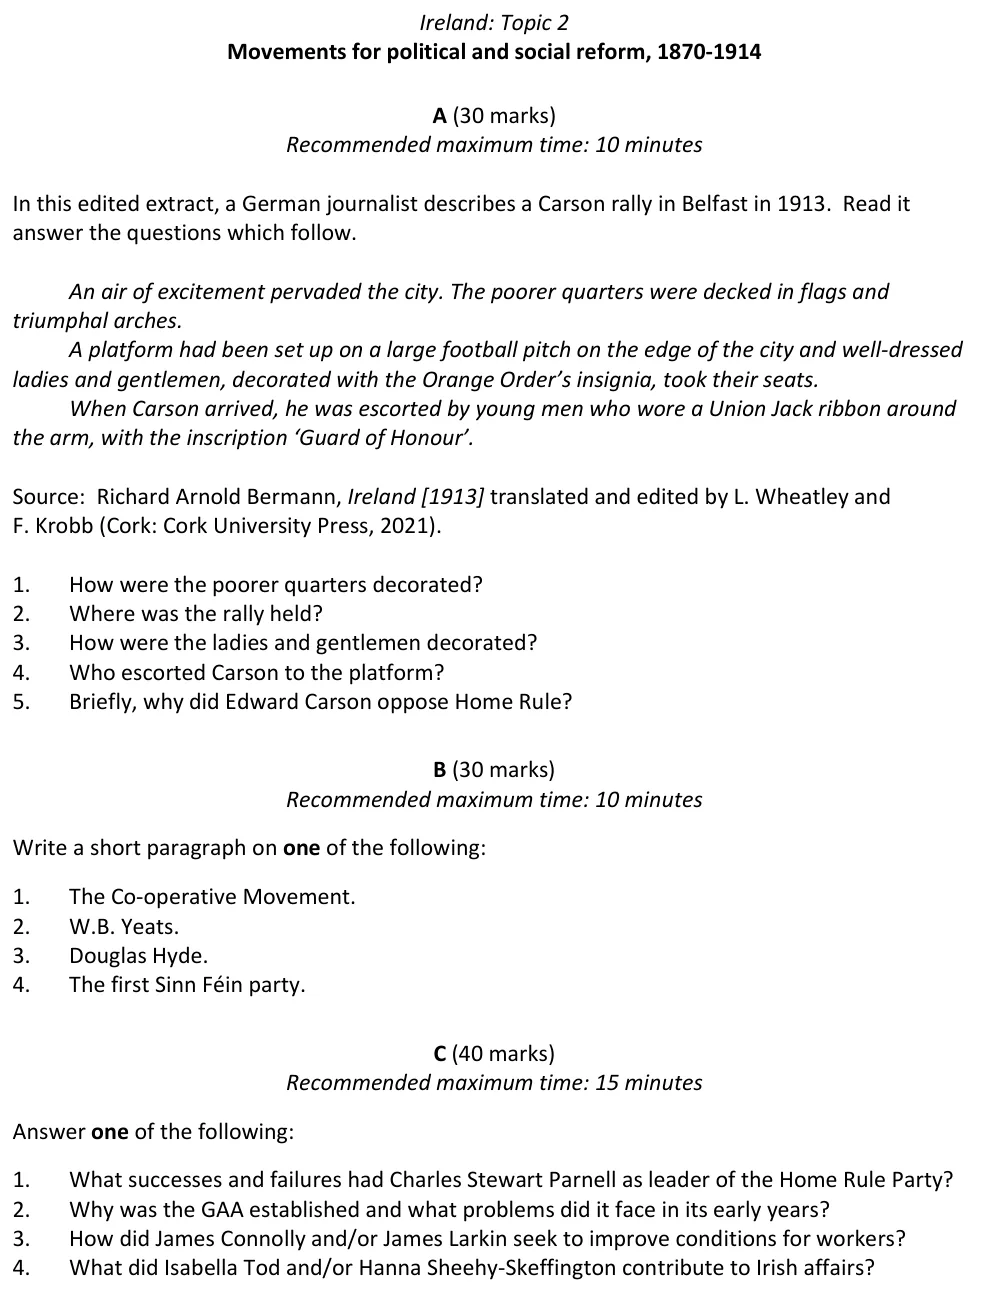 Ireland: Topic 2
Movements for political and social reform, 1870-1914
A (30 marks)
Recommended maximum time: 10 minutes
In this edited extract, a German journalist describes a Carson rally in Belfast in 1913.  Read it
answer the questions which follow.
An air of excitement pervaded the city. The poorer quarters were decked in flags and
triumphal arches.
A platform had been set up on a large football pitch on the edge of the city and well-dressed
ladies and gentlemen, decorated with the Orange Order’s insignia, took their seats.
When Carson arrived, he was escorted by young men who wore a Union Jack ribbon around
the arm, with the inscription ‘Guard of Honour’.
Source:  Richard Arnold Bermann, Ireland [1913] translated and edited by L. Wheatley and
F. Krobb (Cork: Cork University Press, 2021).
1. How were the poorer quarters decorated?
2. Where was the rally held?
3. How were the ladies and gentlemen decorated?
4. Who escorted Carson to the platform?
5. Briefly, why did Edward Carson oppose Home Rule?
B (30 marks)
Recommended maximum time: 10 minutes
Write a short paragraph on one of the following:
1. The Co-operative Movement.
2. W.B. Yeats.
3. Douglas Hyde.
4. The first Sinn Féin party.
C (40 marks)
Recommended maximum time: 15 minutes
Answer one of the following:
1. What successes and failures had Charles Stewart Parnell as leader of the Home Rule Party?
2. Why was the GAA established and what problems did it face in its early years?
3. How did James Connolly and/or James Larkin seek to improve conditions for workers?
4. What did Isabella Tod and/or Hanna Sheehy-Skeffington contribute to Irish affairs?